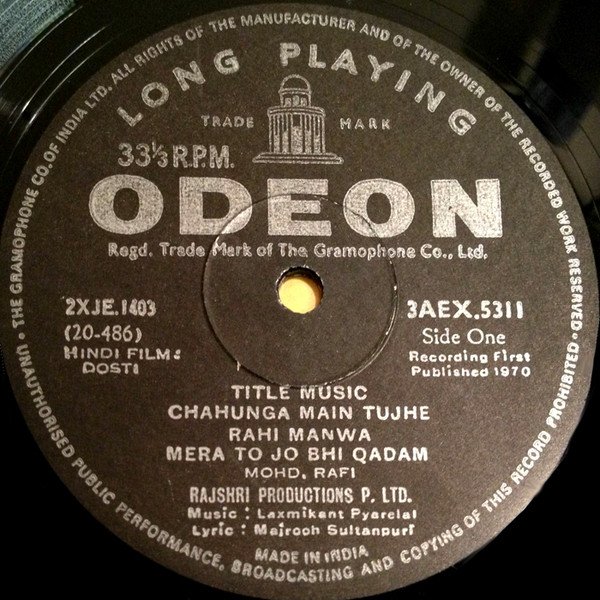 THE GRAMOPHONE CO. OF INDIA LTD. ALL RIGHTS OF THE MANUFACTURER AND OF THE OWNER OF THE RECORDED WORK RESERVED • UNAUTHORISED PUBLIC PERFORMANCE, BROADCASTING AND COPYING OF THIS RECORD PROHIBITED •
LONG PLAYING
TRADE MARK
33⅓ R.P.M.
ODEON
Regd. Trade Mark of The Gramophone Co., Ltd.
2XJE.1403
3AEX.5311
(20-486)
Side One
HINDI FILM:
DOSTI
Recording First
Published 1970
TITLE MUSIC
CHAHUNGA MAIN TUJHE
RAHI MANWA
MERA TO JO BHI QADAM
MOHD. RAFI
RAJSHRI PRODUCTIONS P. LTD.
Music : Laxmikant Pyarelal
Lyric : Majrooh Sultanpuri
MADE IN INDIA